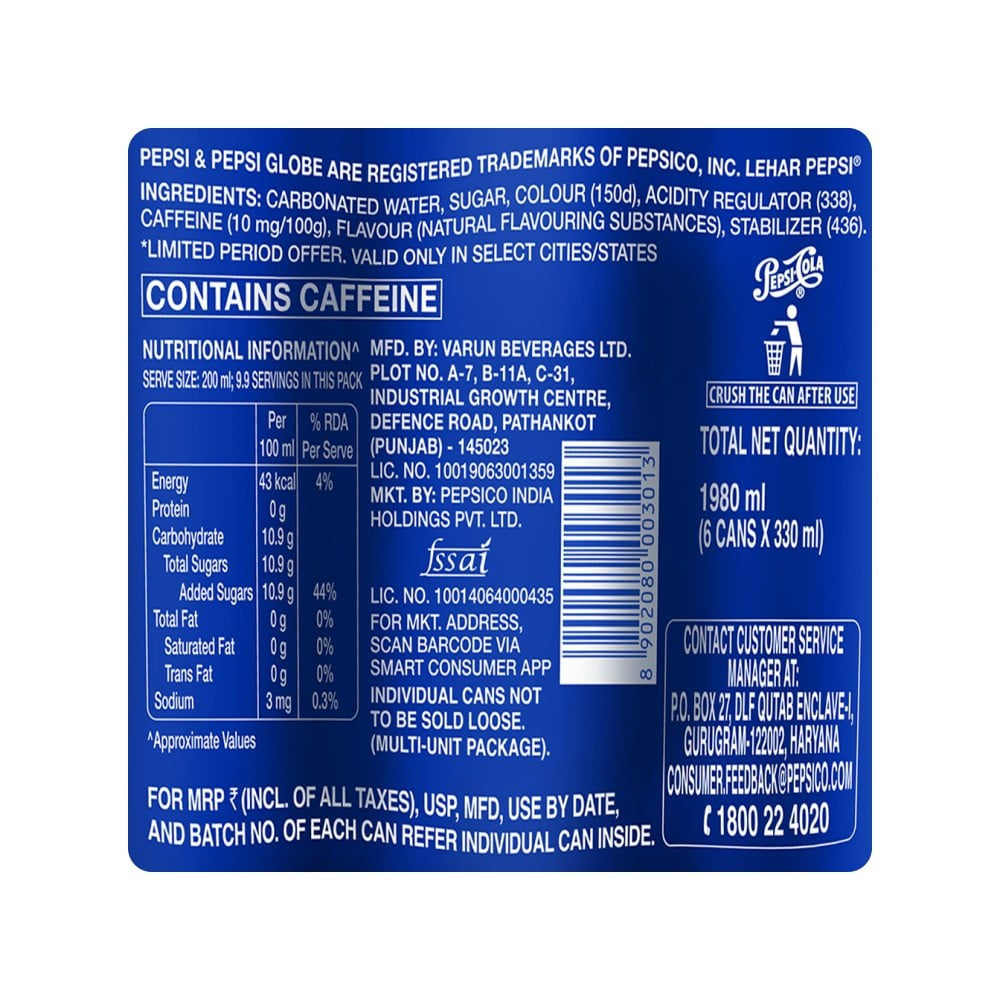 PEPSI & PEPSI GLOBE ARE REGISTERED TRADEMARKS OF PEPSICO, INC. LEHAR PEPSI®
INGREDIENTS: CARBONATED WATER, SUGAR, COLOUR (150d), ACIDITY REGULATOR (338),
CAFFEINE (10 mg/100g), FLAVOUR (NATURAL FLAVOURING SUBSTANCES), STABILIZER (436).
*LIMITED PERIOD OFFER. VALID ONLY IN SELECT CITIES/STATES
CONTAINS CAFFEINE
NUTRITIONAL INFORMATION^
SERVE SIZE: 200 ml; 9.9 SERVINGS IN THIS PACK
Per 100 ml % RDA Per Serve
Energy 43 kcal 4%
Protein 0 g
Carbohydrate 10.9 g
Total Sugars 10.9 g
Added Sugars 10.9 g 44%
Total Fat 0 g 0%
Saturated Fat 0 g 0%
Trans Fat 0 g 0%
Sodium 3 mg 0.3%
^Approximate Values
MFD. BY: VARUN BEVERAGES LTD.
PLOT NO. A-7, B-11A, C-31,
INDUSTRIAL GROWTH CENTRE,
DEFENCE ROAD, PATHANKOT
(PUNJAB) - 145023
LIC. NO. 10019063001359
MKT. BY: PEPSICO INDIA
HOLDINGS PVT. LTD.
fssai
LIC. NO. 10014064000435
FOR MKT. ADDRESS,
SCAN BARCODE VIA
SMART CONSUMER APP
INDIVIDUAL CANS NOT
TO BE SOLD LOOSE.
(MULTI-UNIT PACKAGE).
8 902080 003013
PEPSI-COLA®
CRUSH THE CAN AFTER USE
TOTAL NET QUANTITY:
1980 ml
(6 CANS X 330 ml)
CONTACT CUSTOMER SERVICE
MANAGER AT:
P.O. BOX 27, DLF QUTAB ENCLAVE-I,
GURUGRAM-122002, HARYANA
CONSUMER.FEEDBACK@PEPSICO.COM
1800 22 4020
FOR MRP ₹ (INCL. OF ALL TAXES), USP, MFD, USE BY DATE,
AND BATCH NO. OF EACH CAN REFER INDIVIDUAL CAN INSIDE.